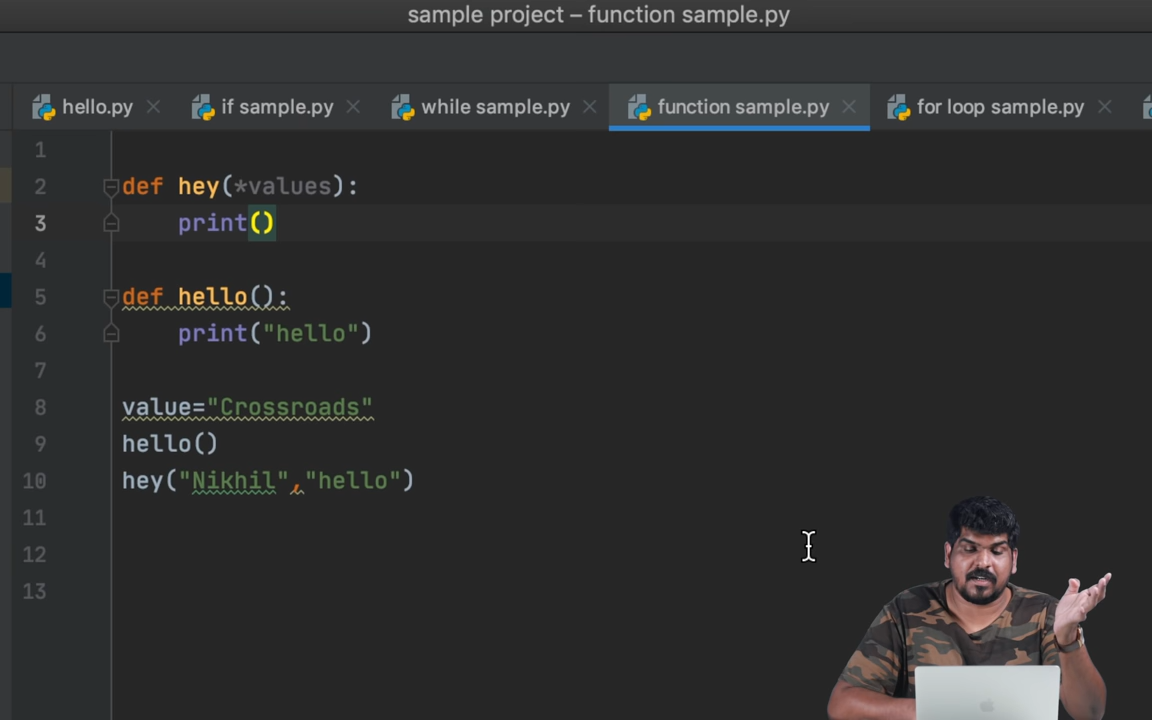 sample project – function sample.py
hello.py if sample.py while sample.py function sample.py for loop sample.py
1
2 def hey(*values):
3     print()
4
5 def hello():
6     print("hello")
7
8 value="Crossroads"
9 hello()
10 hey("Nikhil","hello")
11
12
13